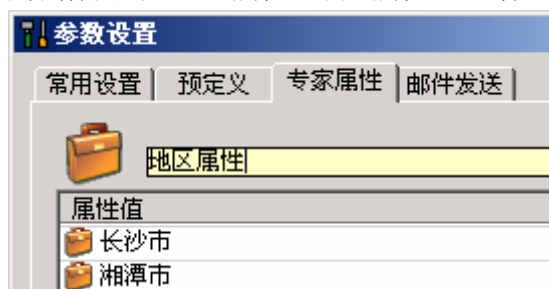 参数设置
常用设置 预定义 专家属性 邮件发送
地区属性
属性值
长沙市
湘潭市